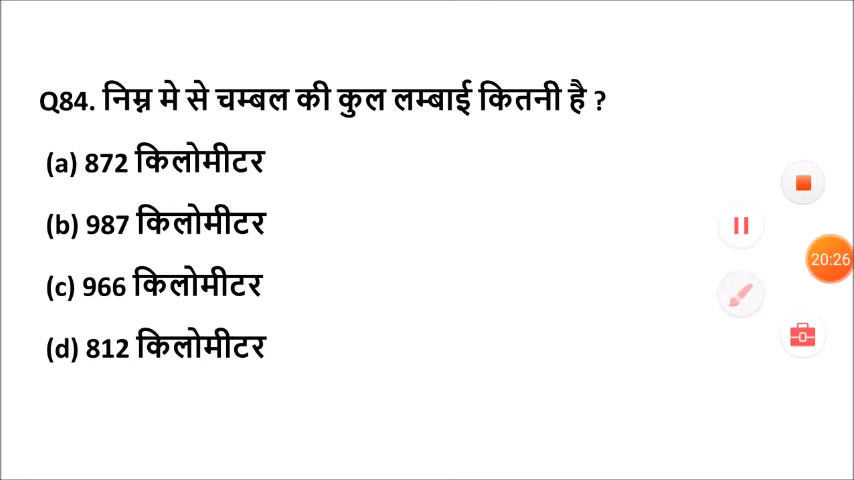 Q84. निम्न मे से चम्बल की कुल लम्बाई कितनी है ?
(a) 872 किलोमीटर
(b) 987 किलोमीटर
20:26
(c) 966 किलोमीटर
(d) 812 किलोमीटर